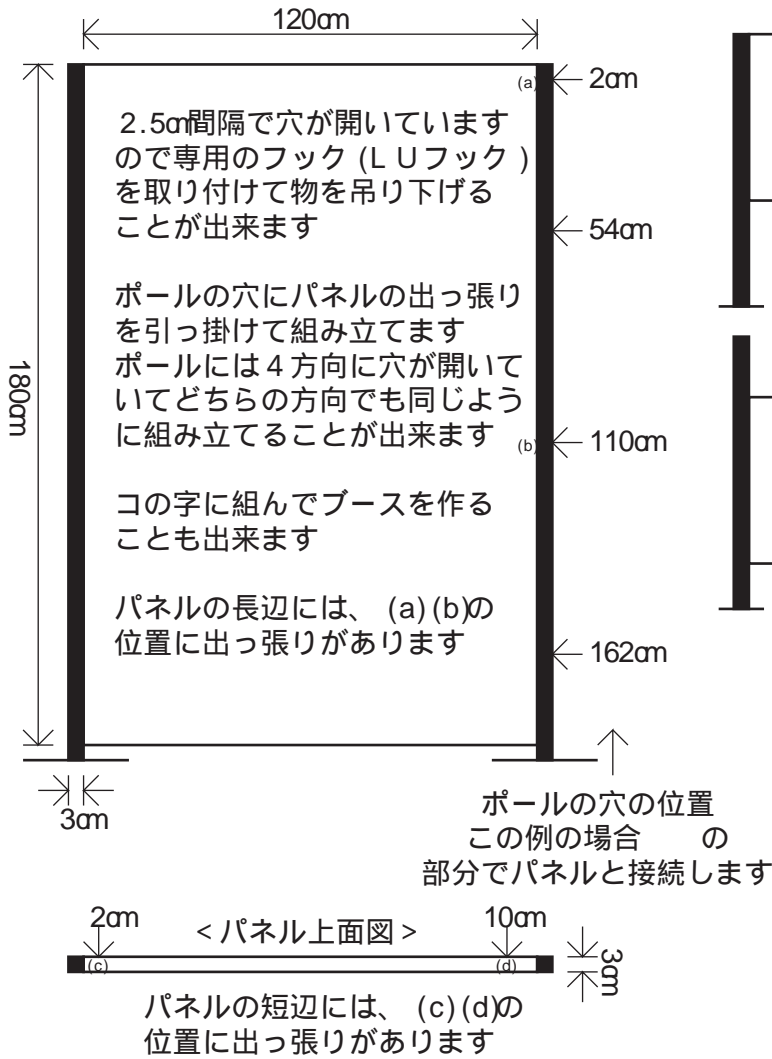 120cm
(a)
2cm
2.5cm間隔で穴が開いています
ので専用のフック(LUフック)
を取り付けて物を吊り下げる
ことが出来ます
54cm
ポールの穴にパネルの出っ張り
を引っ掛けて組み立てます
ポールには4方向に穴が開いて
いてどちらの方向でも同じよう
に組み立てることが出来ます
180cm
(b)
110cm
コの字に組んでブースを作る
ことも出来ます
パネルの長辺には、(a)(b)の
位置に出っ張りがあります
162cm
3cm
ポールの穴の位置
この例の場合　　の
部分でパネルと接続します
2cm
<パネル上面図>
10cm
(c)
(d)
3cm
パネルの短辺には、(c)(d)の
位置に出っ張りがあります